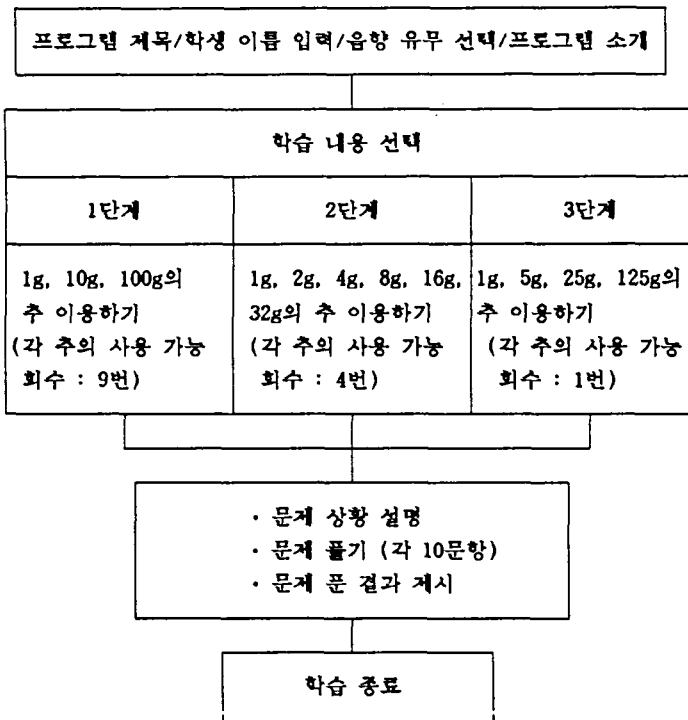 프로그램 제목/학생 이름 입력/음향 유무 선택/프로그램 소개
학습 내용 선택
1단계
2단계
3단계
1g, 10g, 100g의
추 이용하기
(각 추의 사용 가능
회수 : 9번)
1g, 2g, 4g, 8g, 16g,
32g의 추 이용하기
(각 추의 사용 가능
회수 : 4번)
1g, 5g, 25g, 125g의
추 이용하기
(각 추의 사용 가능
회수 : 1번)
· 문제 상황 설명
· 문제 풀기 (각 10문항)
· 문제 푼 결과 제시
학습 종료